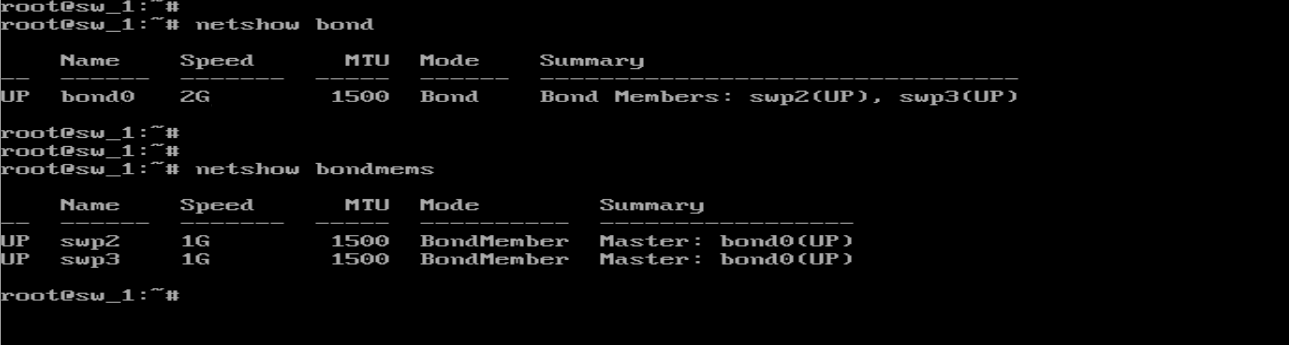 root@sw_1:~#
root@sw_1:~# netshow bond
    Name    Speed      MTU  Mode    Summary
--  ------  -------  -----  ------  --------------------------------
UP  bond0   2G        1500  Bond    Bond Members: swp2(UP), swp3(UP)
root@sw_1:~#
root@sw_1:~#
root@sw_1:~# netshow bondmems
    Name    Speed      MTU  Mode        Summary
--  ------  -------  -----  ----------  -----------------
UP  swp2    1G        1500  BondMember  Master: bond0(UP)
UP  swp3    1G        1500  BondMember  Master: bond0(UP)
root@sw_1:~#